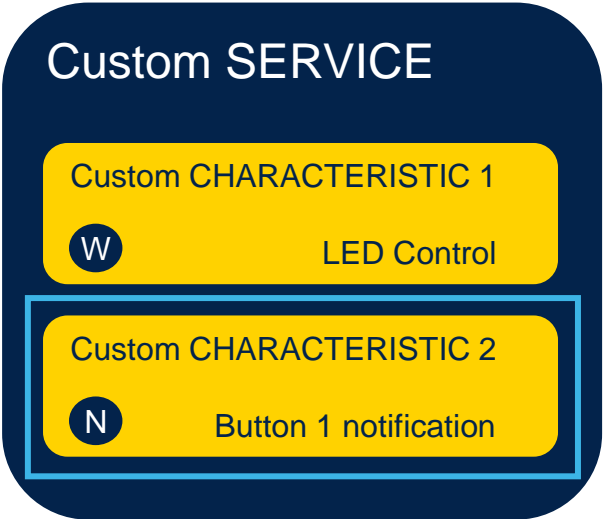 Custom SERVICE
Custom CHARACTERISTIC 1
W LED Control
Custom CHARACTERISTIC 2
N Button 1 notification